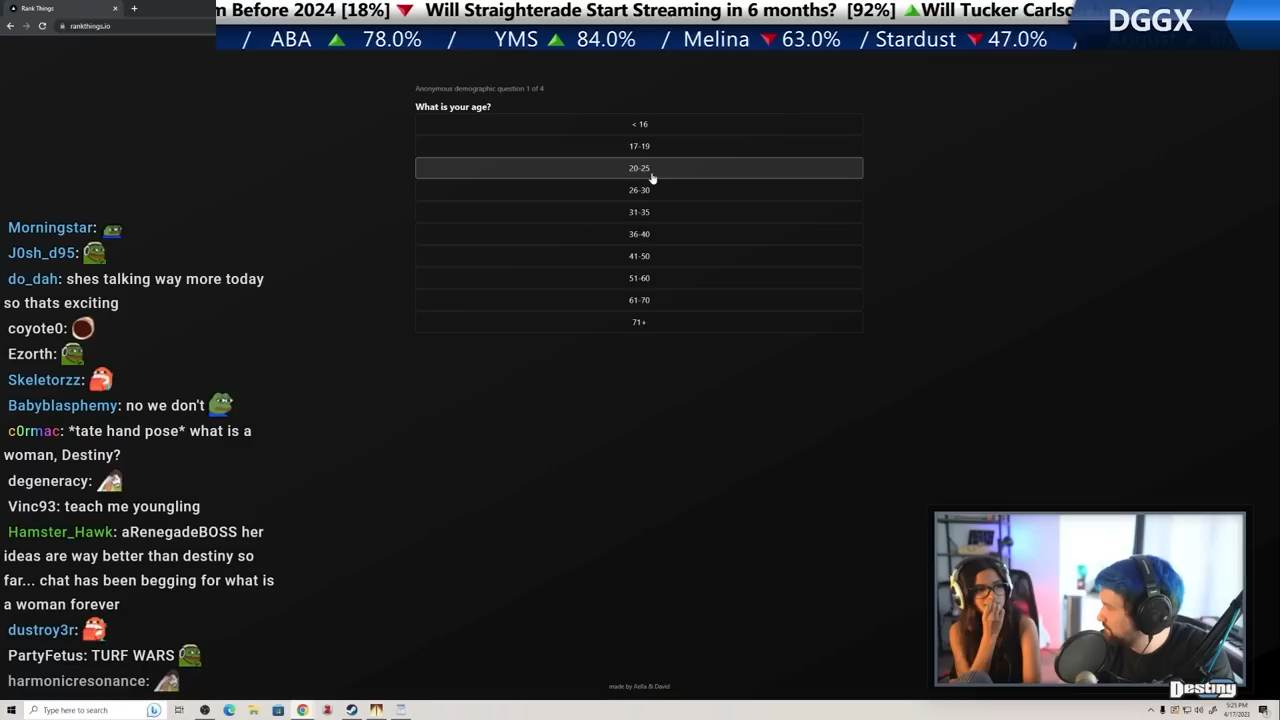 Rank Things
rankthings.io
m Before 2024 [18%] Will Straighterade Start Streaming in 6 months? [92%] Will Tucker Carlso
DGGX
/ ABA 78.0% / YMS 84.0% / Melina 63.0% / Stardust 47.0% /
Anonymous demographic question 1 of 4
What is your age?
< 16
17-19
20-25
26-30
31-35
36-40
41-50
51-60
61-70
71+
Morningstar:
J0sh_d95:
do_dah: shes talking way more today
so thats exciting
coyote0:
Ezorth:
Skeletorzz:
Babyblasphemy: no we don't
c0rmac: *tate hand pose* what is a
woman, Destiny?
degeneracy:
Vinc93: teach me youngling
Hamster_Hawk: aRenegadeBOSS her
ideas are way better than destiny so
far... chat has been begging for what is
a woman forever
dustroy3r:
PartyFetus: TURF WARS
harmonicresonance:
made by Aella & David
Destiny
Type here to search
5:25 PM
4/17/2023